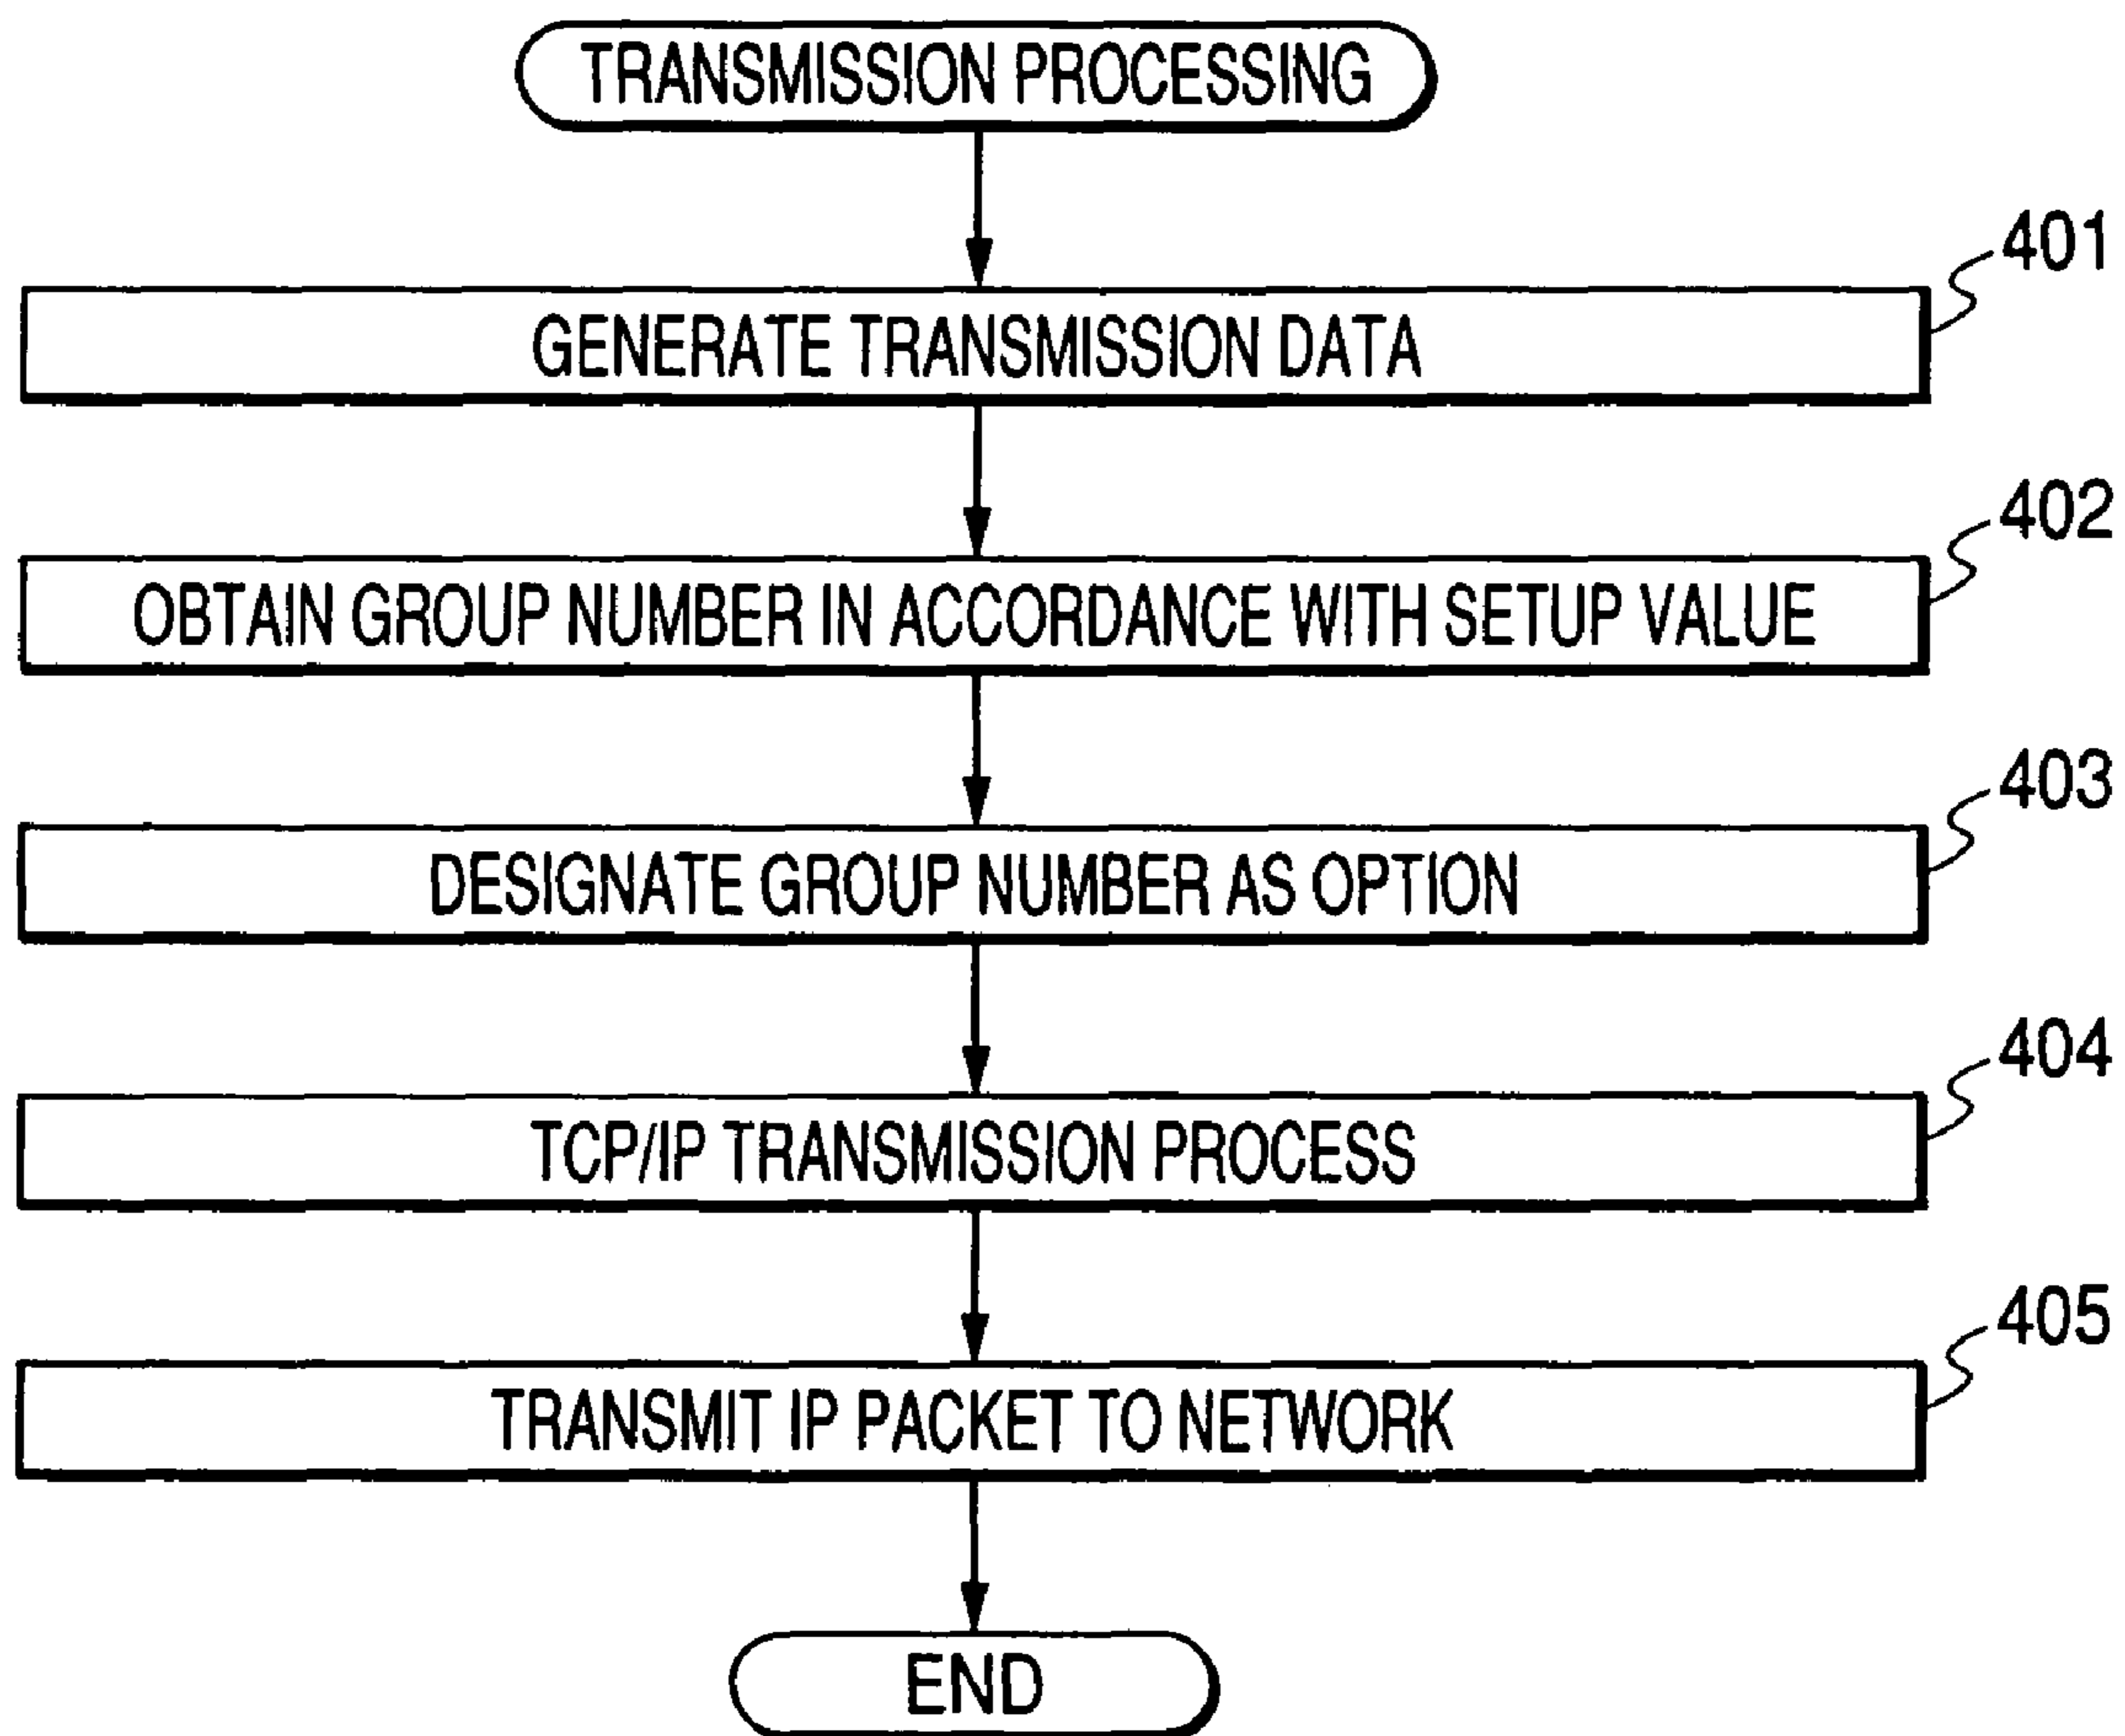 TRANSMISSION PROCESSING
401
GENERATE TRANSMISSION DATA
402
OBTAIN GROUP NUMBER IN ACCORDANCE WITH SETUP VALUE
403
DESIGNATE GROUP NUMBER AS OPTION
404
TCP/IP TRANSMISSION PROCESS
405
TRANSMIT IP PACKET TO NETWORK
END